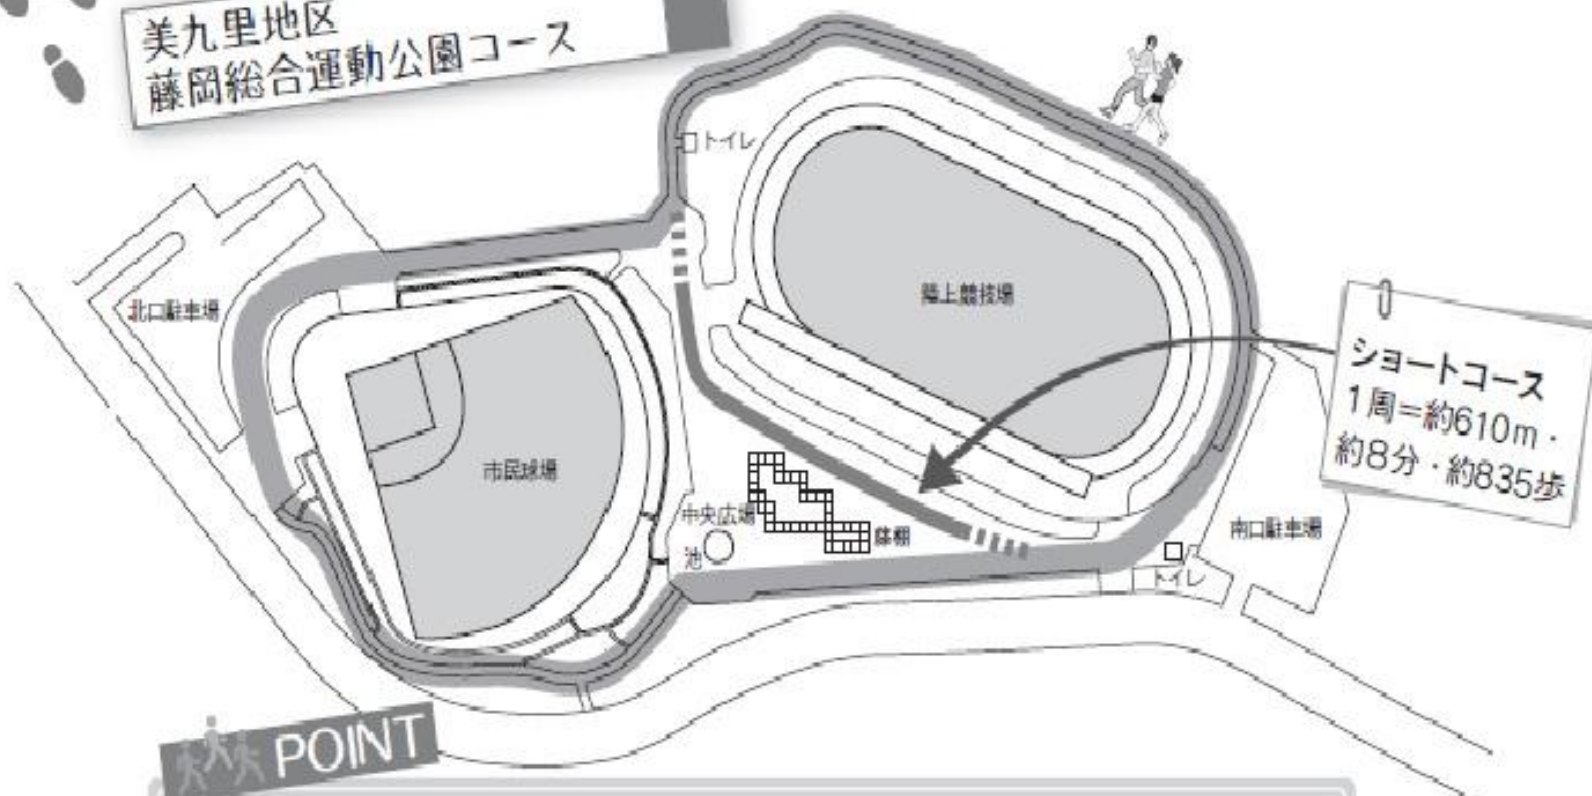 美九里地区
藤岡総合運動公園コース
トイレ
北口駐車場
陸上競技場
ショートコース
1周=約610m・
約8分・約835歩
市民球場
中央広場
池
藤棚
南口駐車場
トイレ
POINT